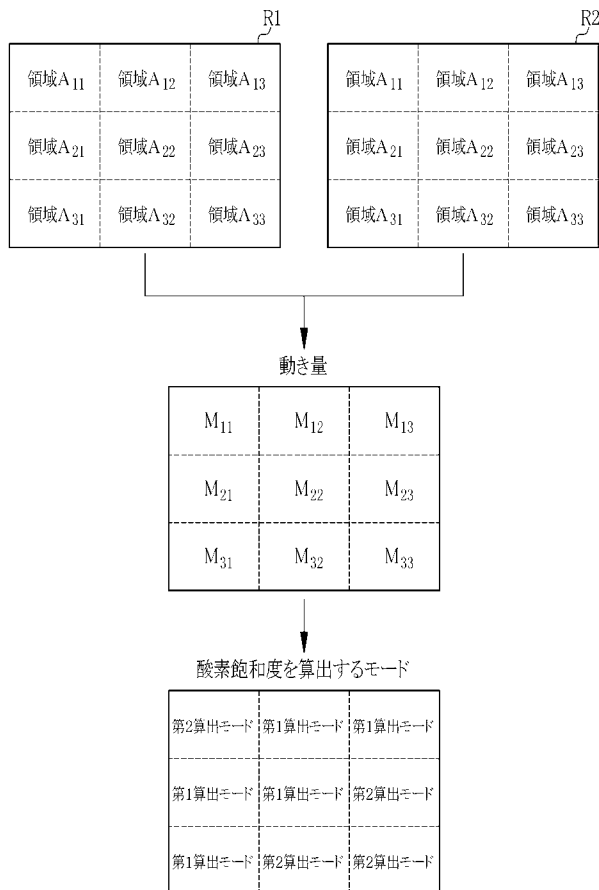 R1
R2
領域A11 領域A12 領域A13
領域A11 領域A12 領域A13
領域A21 領域A22 領域A23
領域A21 領域A22 領域A23
領域A31 領域A32 領域A33
領域A31 領域A32 領域A33
動き量
M11 M12 M13
M21 M22 M23
M31 M32 M33
酸素飽和度を算出するモード
第2算出モード 第1算出モード 第1算出モード
第1算出モード 第1算出モード 第2算出モード
第1算出モード 第2算出モード 第2算出モード